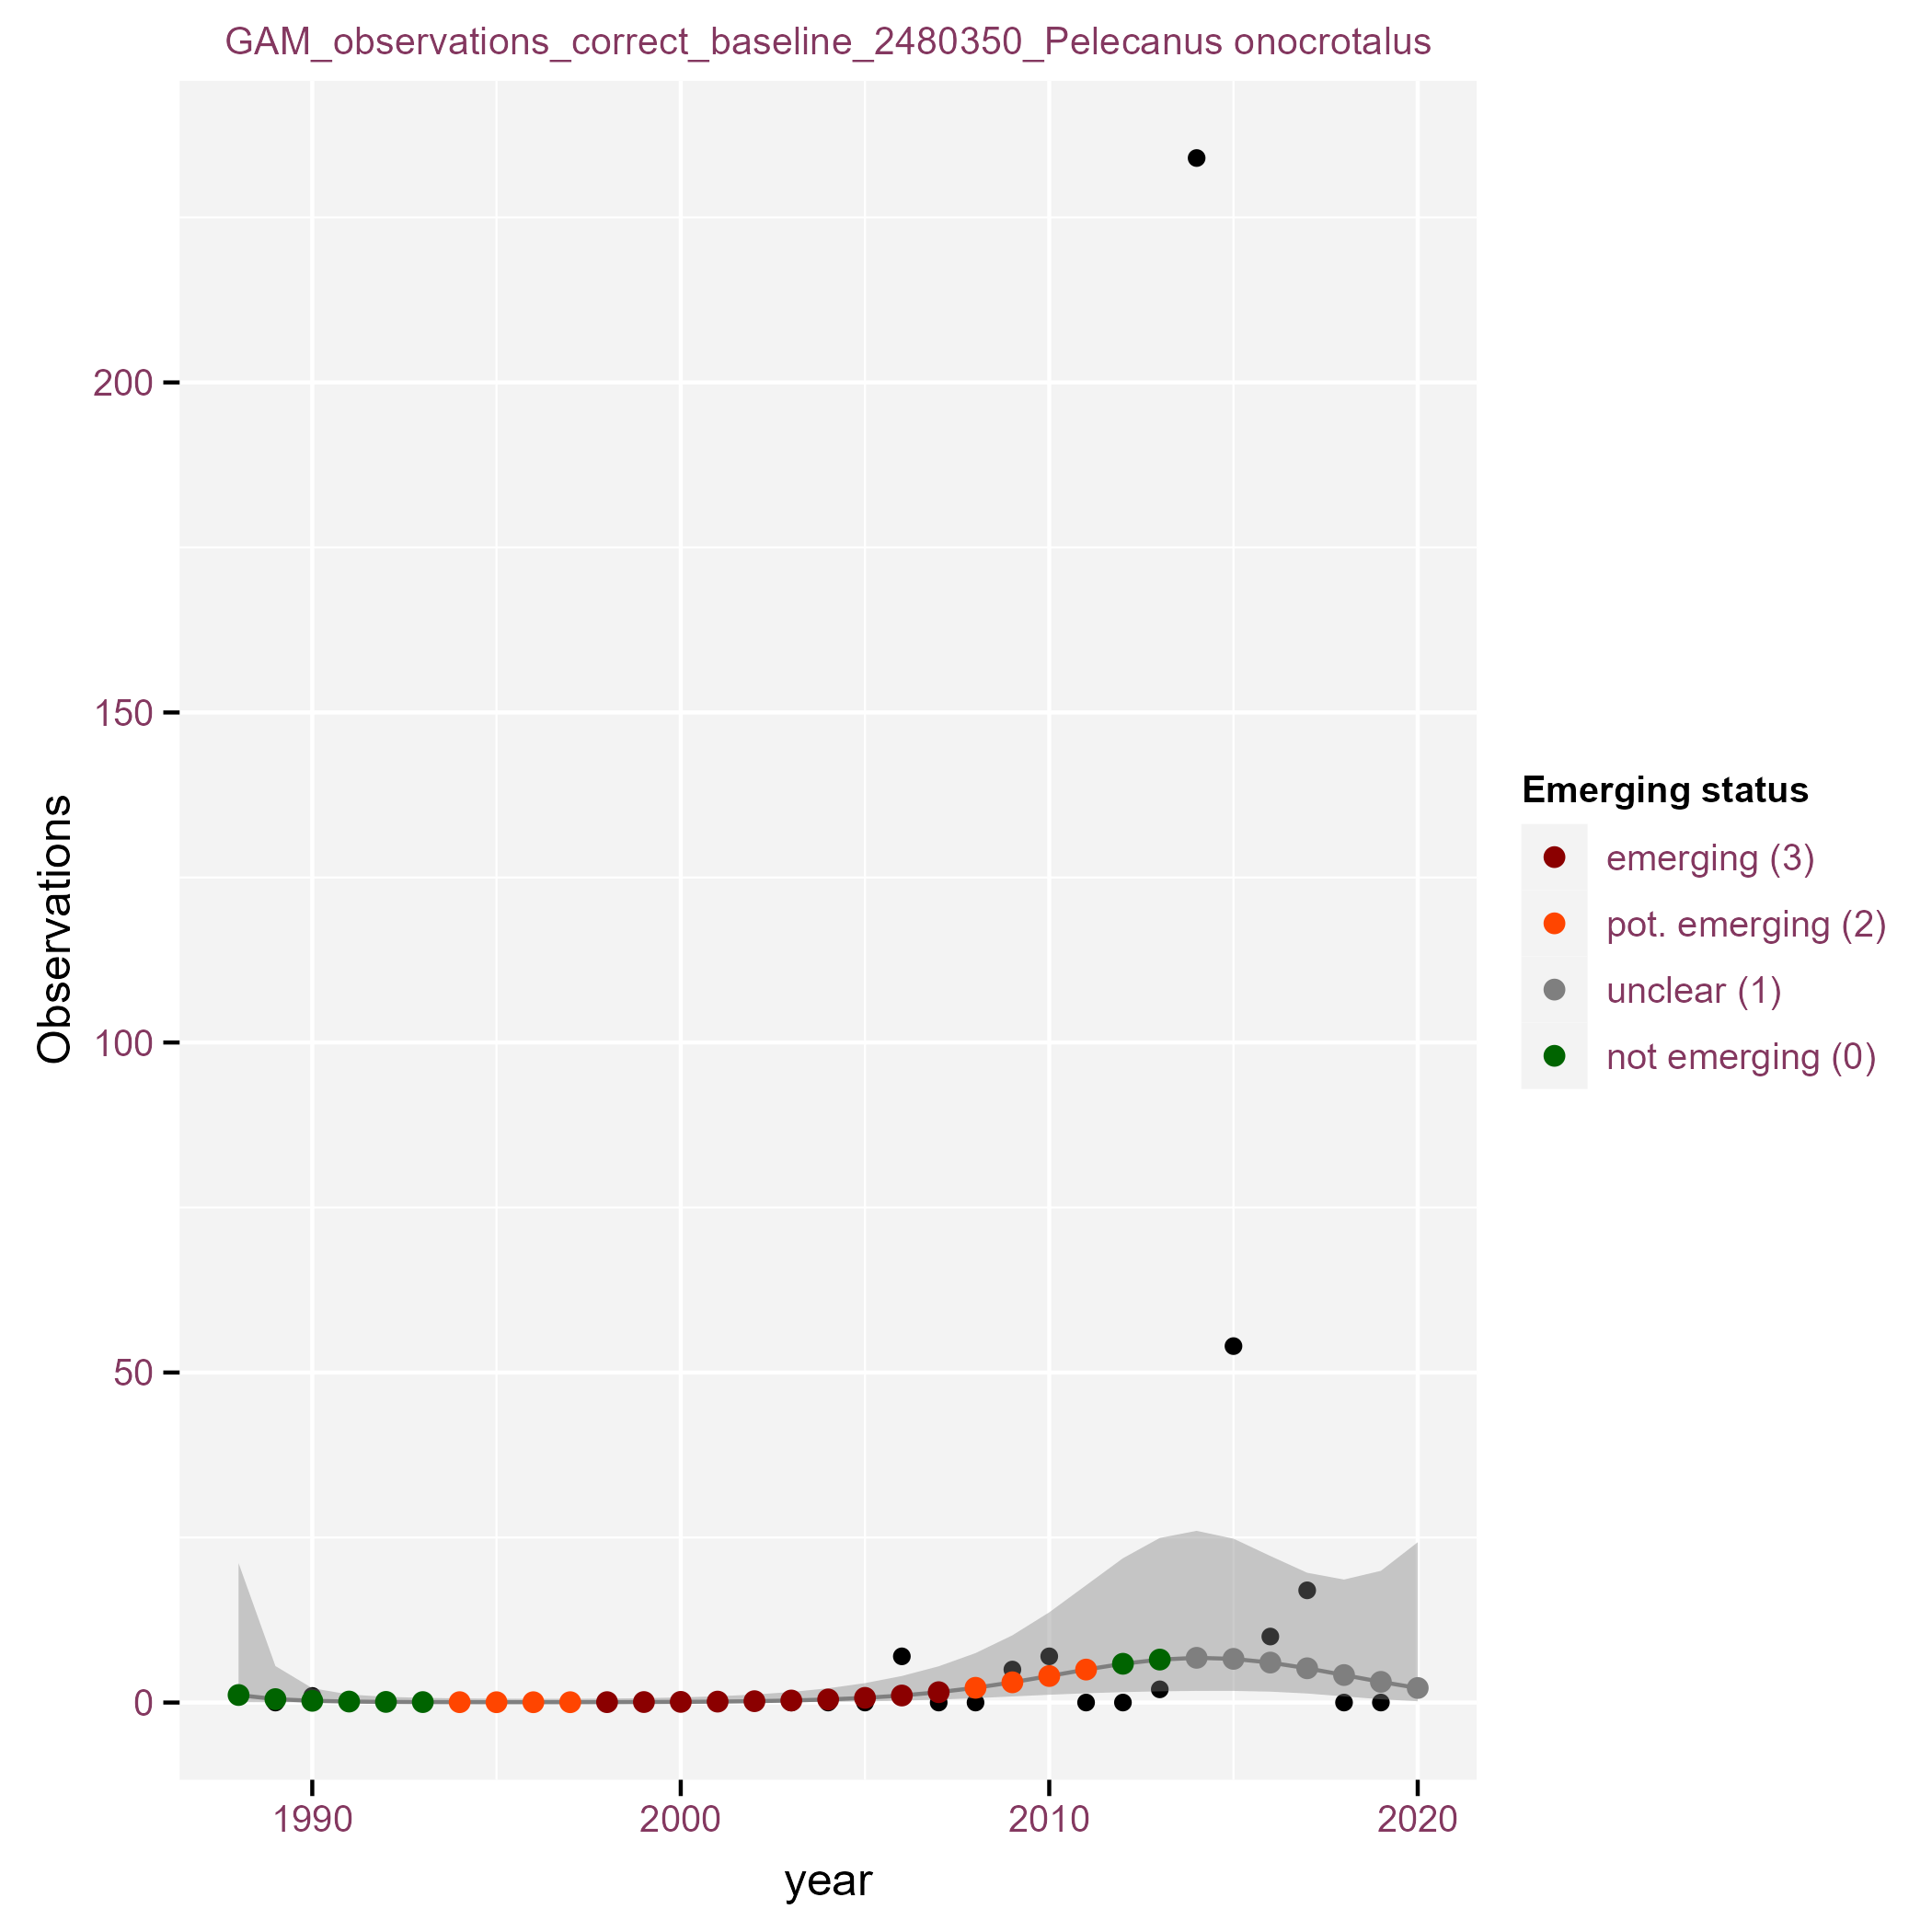 GAM_observations_correct_baseline_2480350_Pelecanus onocrotalus
200
150
100
50
0
Observations
1990
2000
2010
2020
year
Emerging status
emerging (3)
pot. emerging (2)
unclear (1)
not emerging (0)